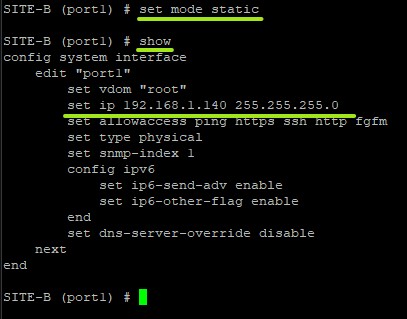 SITE-B (port1) # set mode static
SITE-B (port1) # show
config system interface
edit "port1"
set vdom "root"
set ip 192.168.1.140 255.255.255.0
set allowaccess ping https ssh http fgfm
set type physical
set snmp-index 1
config ipv6
set ip6-send-adv enable
set ip6-other-flag enable
end
set dns-server-override disable
next
end
SITE-B (port1) #